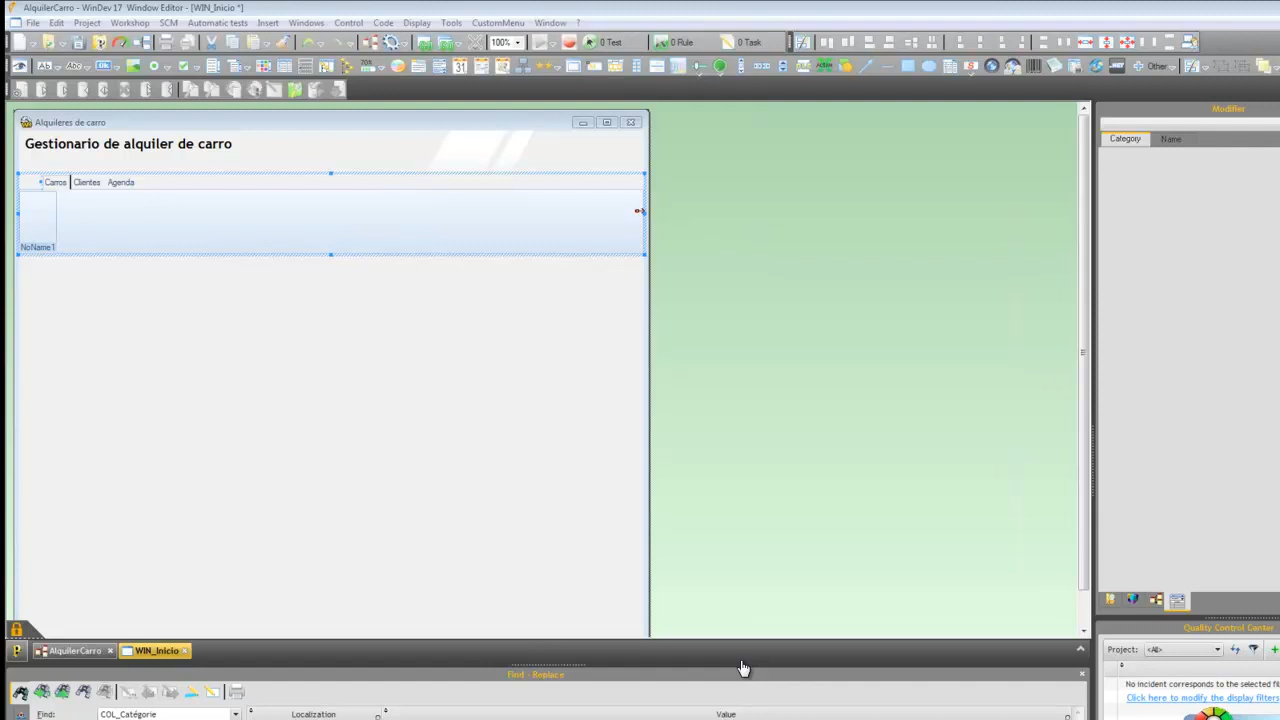 AlquilerCarro - WinDev 17 Window Editor - [WIN_Inicio *]
File Edit Project Workshop SCM Automatic tests Insert Windows Control Code Display Tools CustomMenu Window ?
100% 0 Test 0 Rule 0 Task
Other...
Modifier
Category Name
Alquileres de carro
Gestionario de alquiler de carro
Carros Clientes Agenda
NoName1
AlquilerCarro WIN_Inicio
Find - Replace
Find: COL_Catégorie Localization Value
Quality Control Center
Project: <All>
No incident corresponds to the selected fil
Click here to modify the display filters